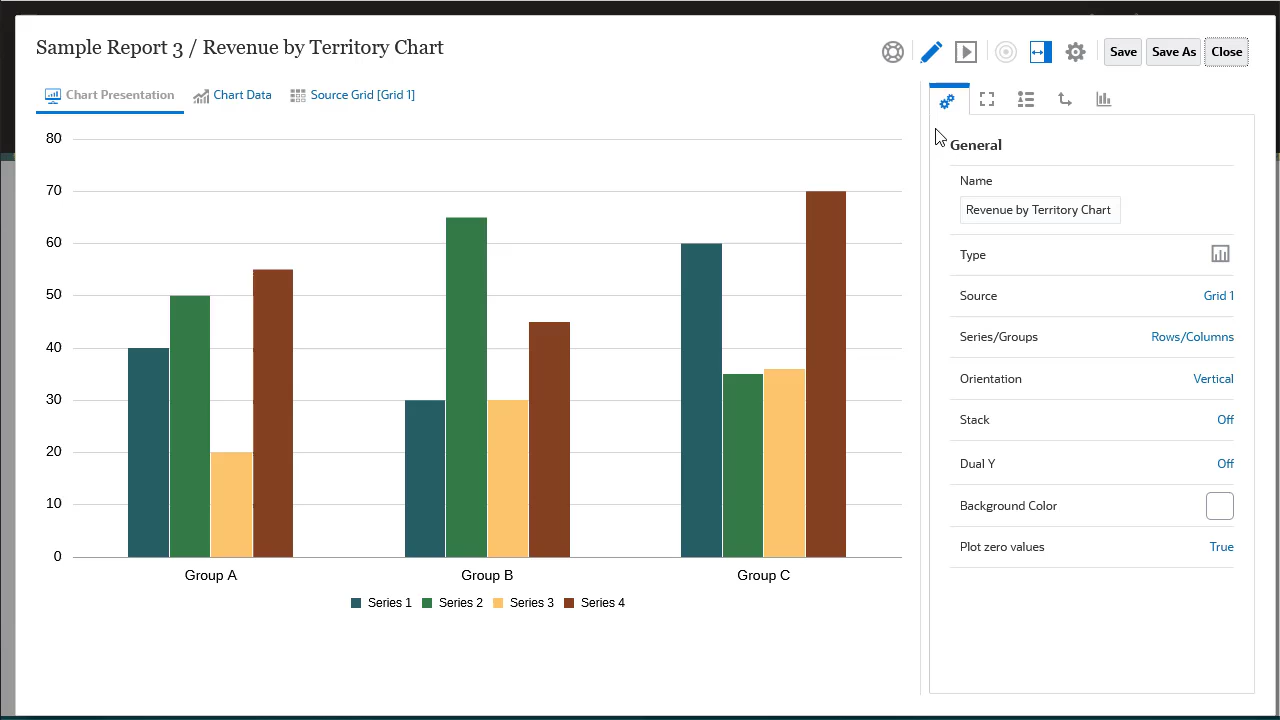 Sample Report 3 / Revenue by Territory Chart
Save Save As Close
Chart Presentation Chart Data Source Grid [Grid 1]
80
70
60
50
40
30
20
10
0
Group A Group B Group C
Series 1 Series 2 Series 3 Series 4
General
Name
Revenue by Territory Chart
Type
Source Grid 1
Series/Groups Rows/Columns
Orientation Vertical
Stack Off
Dual Y Off
Background Color
Plot zero values True